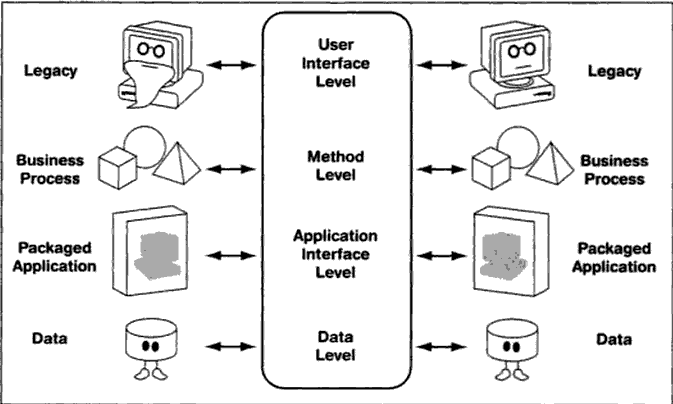 Legacy
User
Interface
Level
Legacy
Business
Process
Method
Level
Business
Process
Packaged
Application
Application
Interface
Level
Packaged
Application
Data
Data
Level
Data